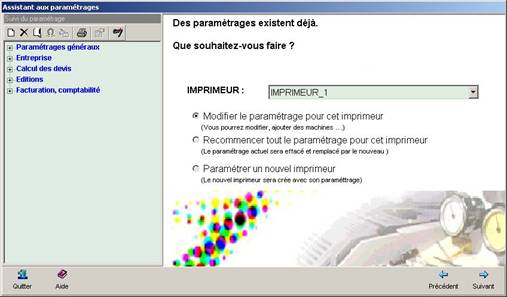 Assistant aux paramétrages
Suivi du paramétrage
Paramétrages généraux
Entreprise
Calcul des devis
Editions
Facturation, comptabilité
Des paramétrages existent déjà.
Que souhaitez-vous faire ?
IMPRIMEUR :
IMPRIMEUR_1
Modifier le paramétrage pour cet imprimeur
(Vous pourrez modifier, ajouter des machines ....)
Recommencer tout le paramétrage pour cet imprimeur
(Le paramétrage actuel sera effacé et remplacé par le nouveau )
Paramétrer un nouvel imprimeur
(Le nouvel imprimeur sera crée avec son paraméttrage)
Quitter
Aide
Précédent
Suivant